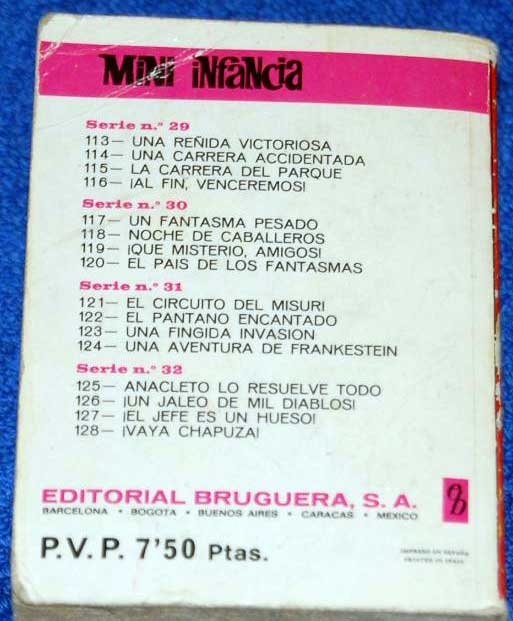 MiNi iNfaNcia
Serie n.º 29
113— UNA REÑIDA VICTORIOSA
114— UNA CARRERA ACCIDENTADA
115— LA CARRERA DEL PARQUE
116— ¡AL FIN, VENCEREMOS!
Serie n.º 30
117— UN FANTASMA PESADO
118— NOCHE DE CABALLEROS
119— ¡QUE MISTERIO, AMIGOS!
120— EL PAIS DE LOS FANTASMAS
Serie n.º 31
121— EL CIRCUITO DEL MISURI
122— EL PANTANO ENCANTADO
123— UNA FINGIDA INVASION
124— UNA AVENTURA DE FRANKESTEIN
Serie n.º 32
125— ANACLETO LO RESUELVE TODO
126— ¡UN JALEO DE MIL DIABLOS!
127— ¡EL JEFE ES UN HUESO!
128— ¡VAYA CHAPUZA!
EDITORIAL BRUGUERA, S. A.
BARCELONA • BOGOTA • BUENOS AIRES • CARACAS • MEXICO
P.V.P. 7'50 Ptas.
IMPRESO EN ESPAÑA
PRINTED IN SPAIN